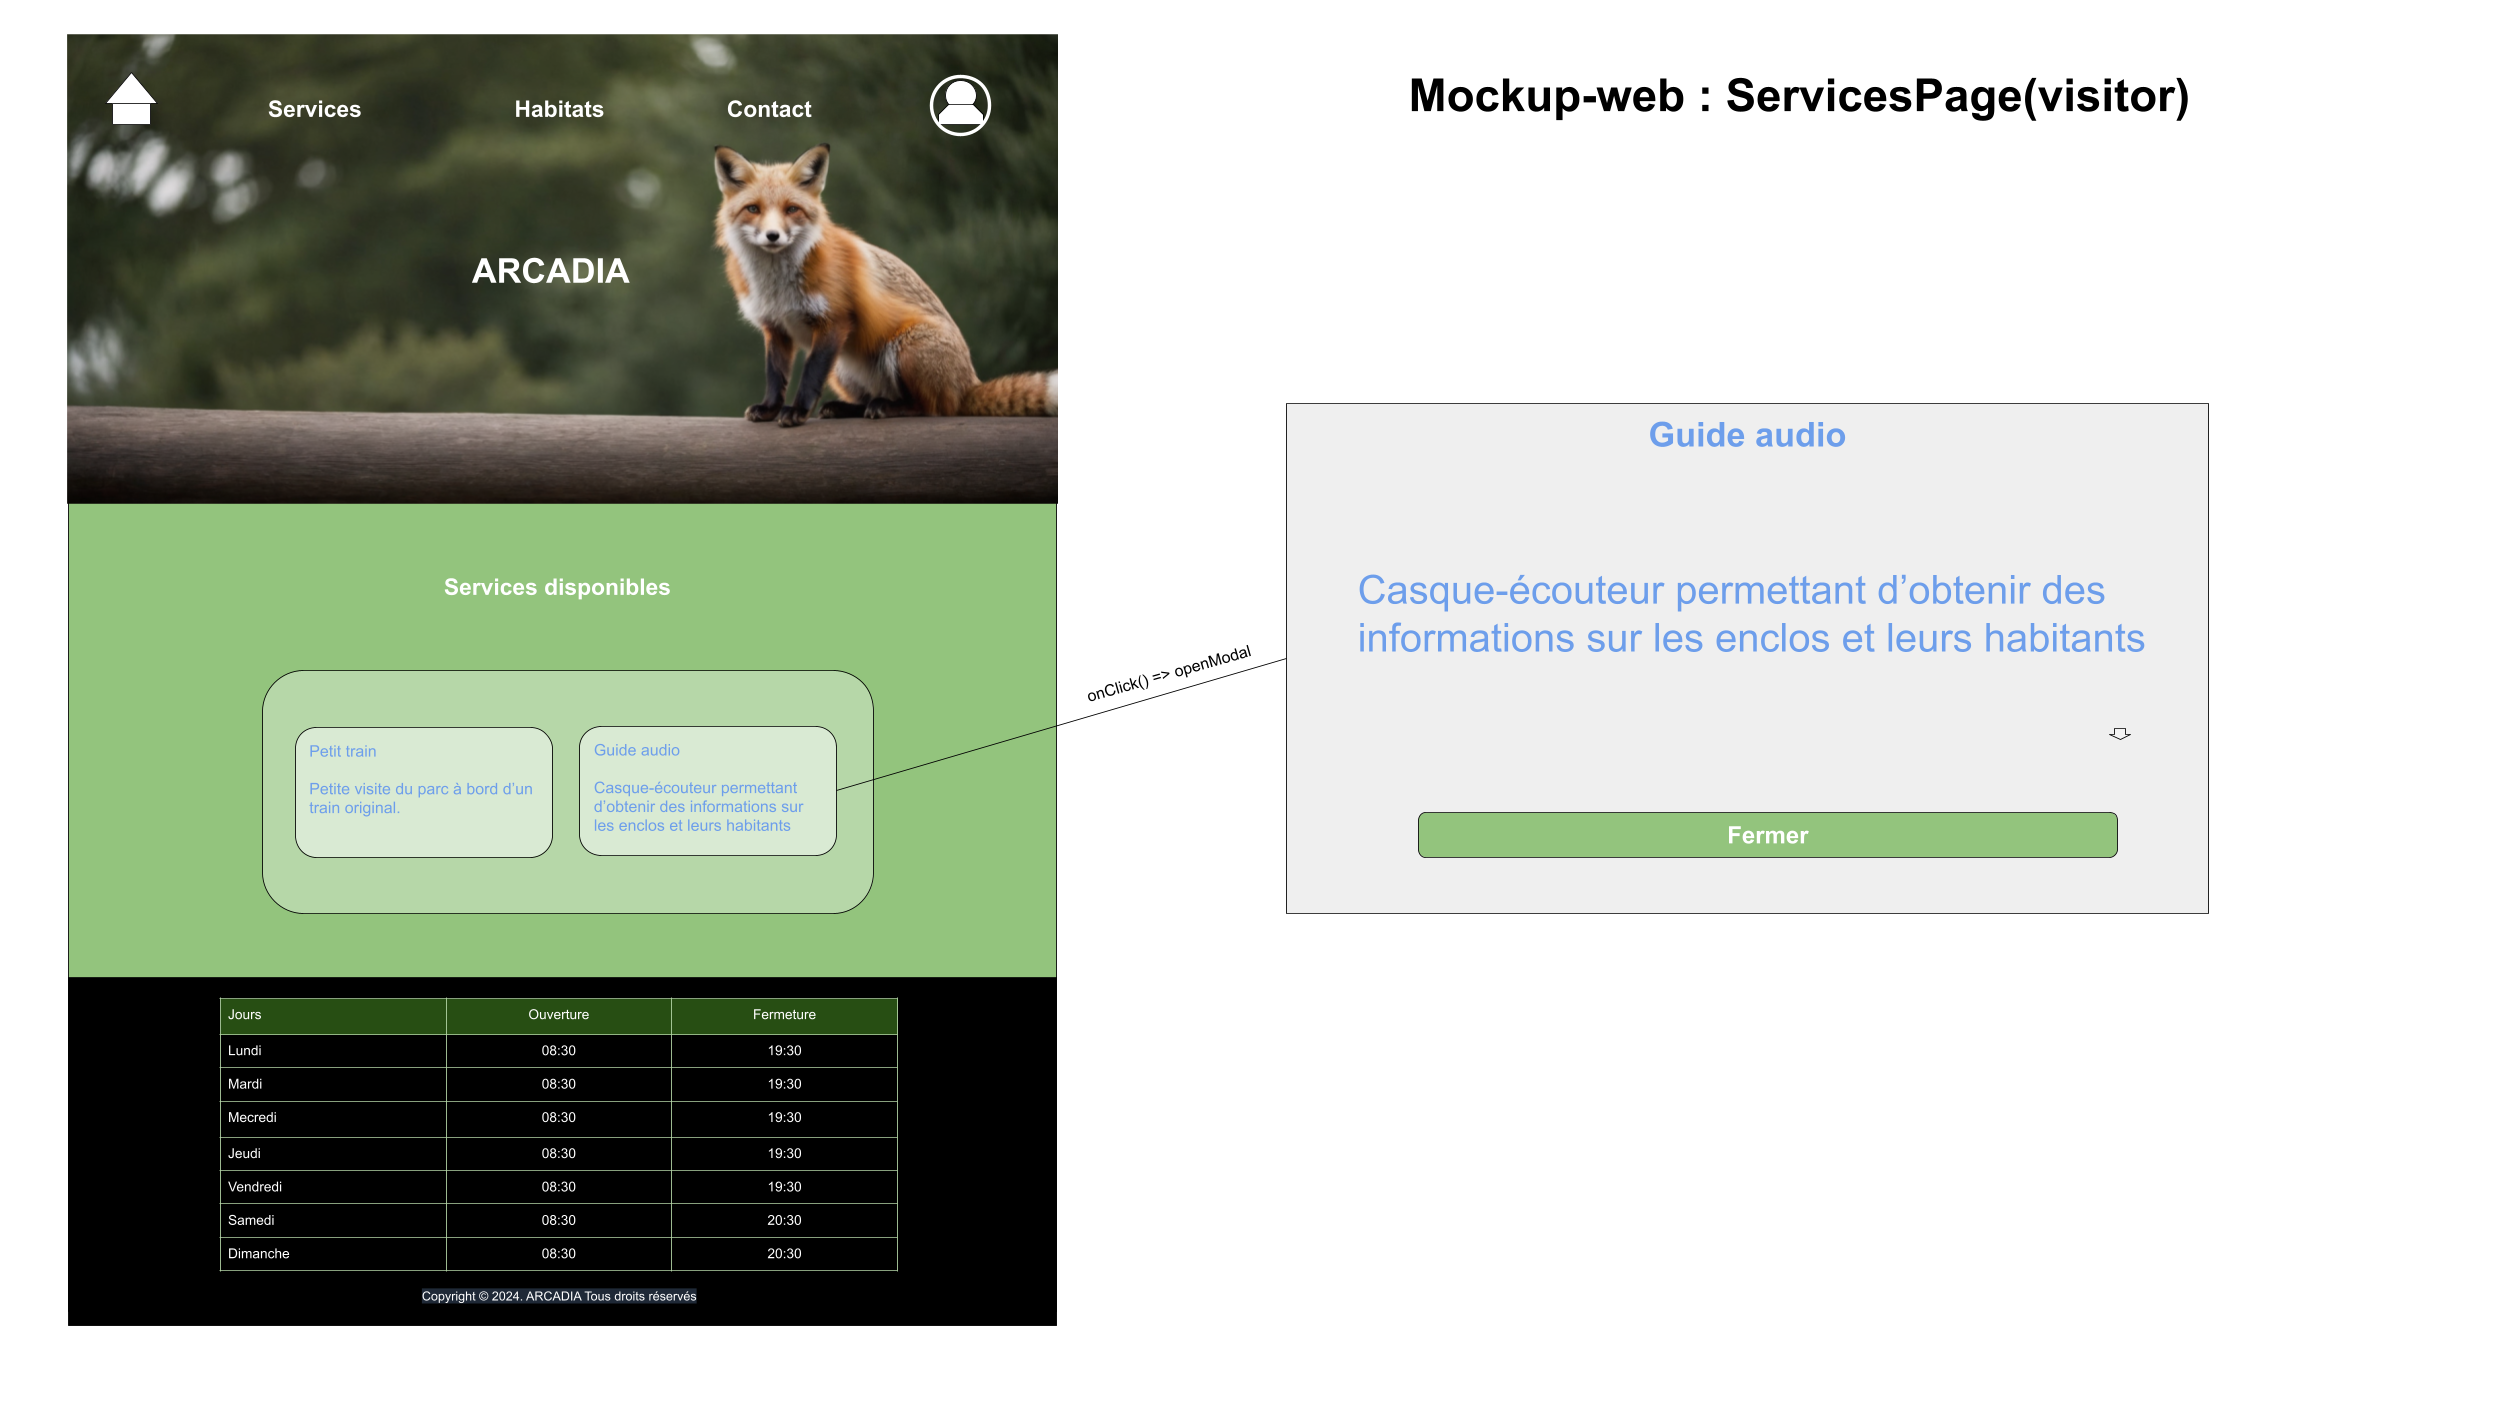 Mockup-web : ServicesPage(visitor)
Services
Habitats
Contact
ARCADIA
Services disponibles
Petit train
Petite visite du parc à bord d’un
train original.
Guide audio
Casque-écouteur permettant
d’obtenir des informations sur
les enclos et leurs habitants
onClick() => openModal
Guide audio
Casque-écouteur permettant d’obtenir des
informations sur les enclos et leurs habitants
Fermer
Jours Ouverture Fermeture
Lundi 08:30 19:30
Mardi 08:30 19:30
Mecredi 08:30 19:30
Jeudi 08:30 19:30
Vendredi 08:30 19:30
Samedi 08:30 20:30
Dimanche 08:30 20:30
Copyright © 2024. ARCADIA Tous droits réservés